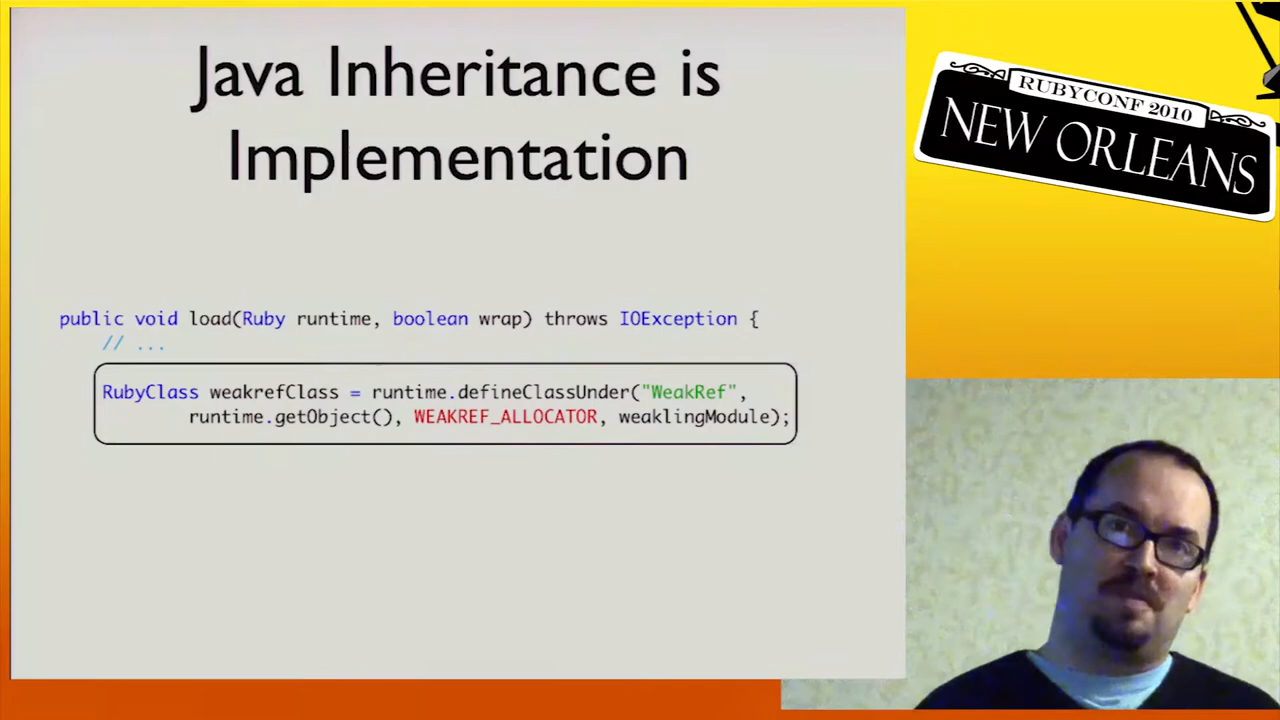 Java Inheritance is
Implementation
public void load(Ruby runtime, boolean wrap) throws IOException {
// ...
RubyClass weakrefClass = runtime.defineClassUnder("WeakRef",
runtime.getObject(), WEAKREF_ALLOCATOR, weaklingModule);
RUBYCONF 2010
NEW ORLEANS